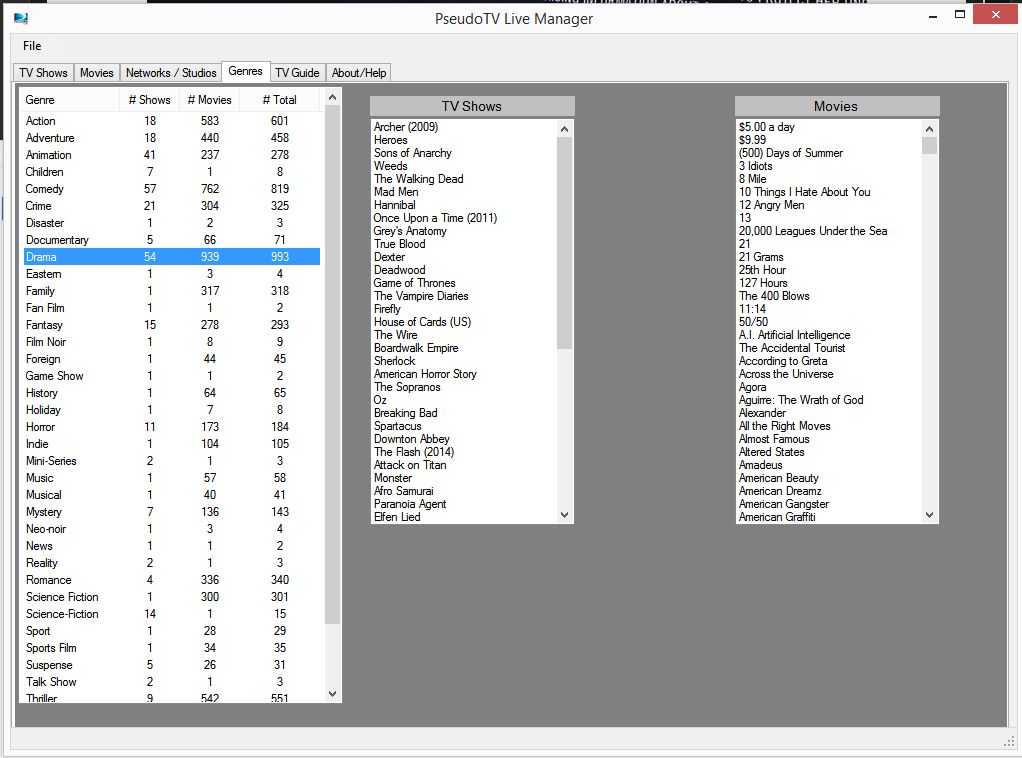 PseudoTV Live Manager
File
TV Shows Movies Networks / Studios Genres TV Guide About/Help
Genre # Shows # Movies # Total
Action 18 583 601
Adventure 18 440 458
Animation 41 237 278
Children 7 1 8
Comedy 57 762 819
Crime 21 304 325
Disaster 1 2 3
Documentary 5 66 71
Drama 54 939 993
Eastern 1 3 4
Family 1 317 318
Fan Film 1 1 2
Fantasy 15 278 293
Film Noir 1 8 9
Foreign 1 44 45
Game Show 1 1 2
History 1 64 65
Holiday 1 7 8
Horror 11 173 184
Indie 1 104 105
Mini-Series 2 1 3
Music 1 57 58
Musical 1 40 41
Mystery 7 136 143
Neo-noir 1 3 4
News 1 1 2
Reality 2 1 3
Romance 4 336 340
Science Fiction 1 300 301
Science-Fiction 14 1 15
Sport 1 28 29
Sports Film 1 34 35
Suspense 5 26 31
Talk Show 2 1 3
Thriller 9 542 551
TV Shows
Archer (2009)
Heroes
Sons of Anarchy
Weeds
The Walking Dead
Mad Men
Hannibal
Once Upon a Time (2011)
Grey's Anatomy
True Blood
Dexter
Deadwood
Game of Thrones
The Vampire Diaries
Firefly
House of Cards (US)
The Wire
Boardwalk Empire
Sherlock
American Horror Story
The Sopranos
Oz
Breaking Bad
Spartacus
Downton Abbey
The Flash (2014)
Attack on Titan
Monster
Afro Samurai
Paranoia Agent
Elfen Lied
Movies
$5.00 a day
$9.99
(500) Days of Summer
3 Idiots
8 Mile
10 Things I Hate About You
12 Angry Men
13
20,000 Leagues Under the Sea
21
21 Grams
25th Hour
127 Hours
The 400 Blows
11:14
50/50
A.I. Artificial Intelligence
The Accidental Tourist
According to Greta
Across the Universe
Agora
Aguirre: The Wrath of God
Alexander
All the Right Moves
Almost Famous
Altered States
Amadeus
American Beauty
American Dreamz
American Gangster
American Graffiti